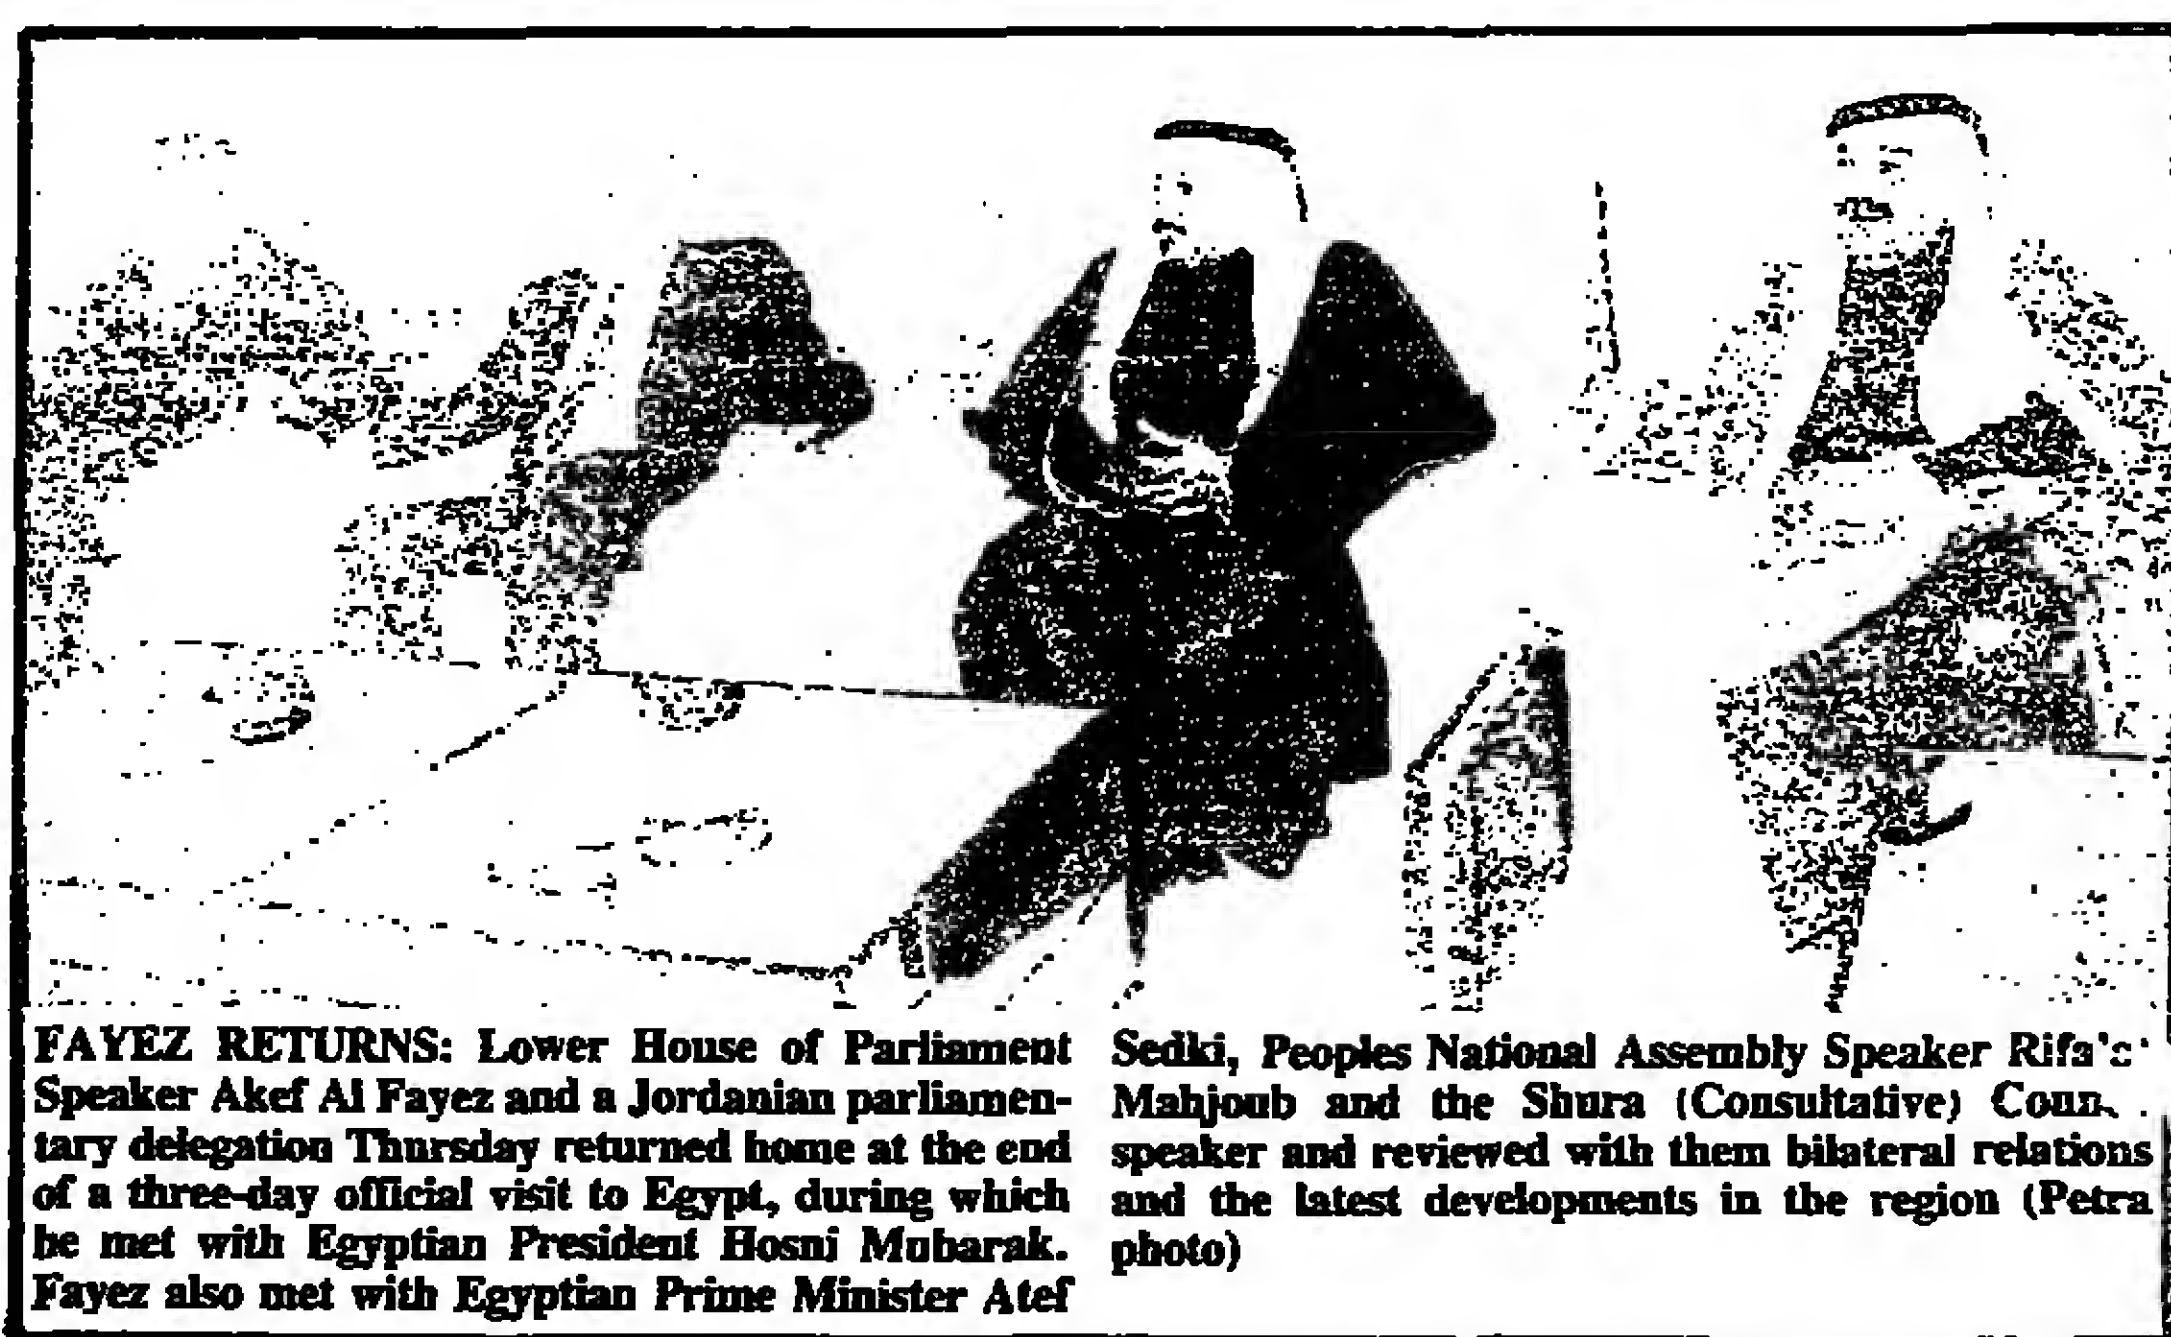 FAYEZ RETURNS: Lower House of Parliament
Speaker Akef Al Fayez and a Jordanian parliamen-
tary delegation Thursday returned home at the end
of a three-day official visit to Egypt, during which
he met with Egyptian President Hosni Mubarak.
Fayez also met with Egyptian Prime Minister Atef
Sedki, Peoples National Assembly Speaker
Mahjoub and the Shura (Consultative)
speaker and reviewed with them bilateral relations
and the latest developments in the region (Petra
photo)